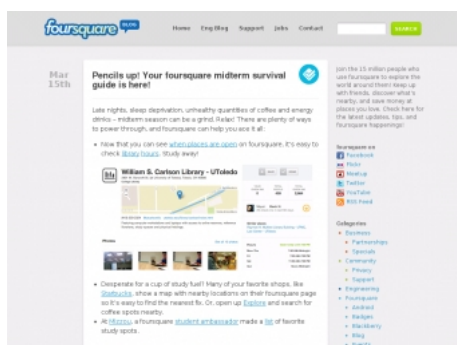 foursquare BLOG
Home Eng Blog Support Jobs Contact
SEARCH
Mar
15th
Pencils up! Your foursquare midterm survival
guide is here!
Late nights, sleep deprivation, unhealthy quantities of coffee and energy
drinks – midterm season can be a grind. Relax! There are plenty of ways
to power through, and foursquare can help you ace it all:
Now that you can see when places are open on foursquare, it's easy to
check library hours. Study away!
William S. Carlson Library - UToledo
Photos
Desperate for a cup of study fuel? Many of your favorite shops, like
Starbucks, show a map with nearby locations on their foursquare page
so it's easy to find the nearest fix. Or, open up Explore and search for
coffee spots nearby.
At Mizzou, a foursquare student ambassador made a list of favorite
study spots.
Join the 15 million people who
use foursquare to explore the
world around them! Keep up
with friends, discover what's
nearby, and save money at
places you love. Check here for
the latest updates, tips, and
foursquare happenings!
foursquare on
Facebook
Flickr
Meetup
Twitter
YouTube
RSS Feed
Categories
Business
Partnerships
Specials
Community
Privacy
Support
Engineering
Foursquare
Android
Badges
Blackberry
Blog
Events